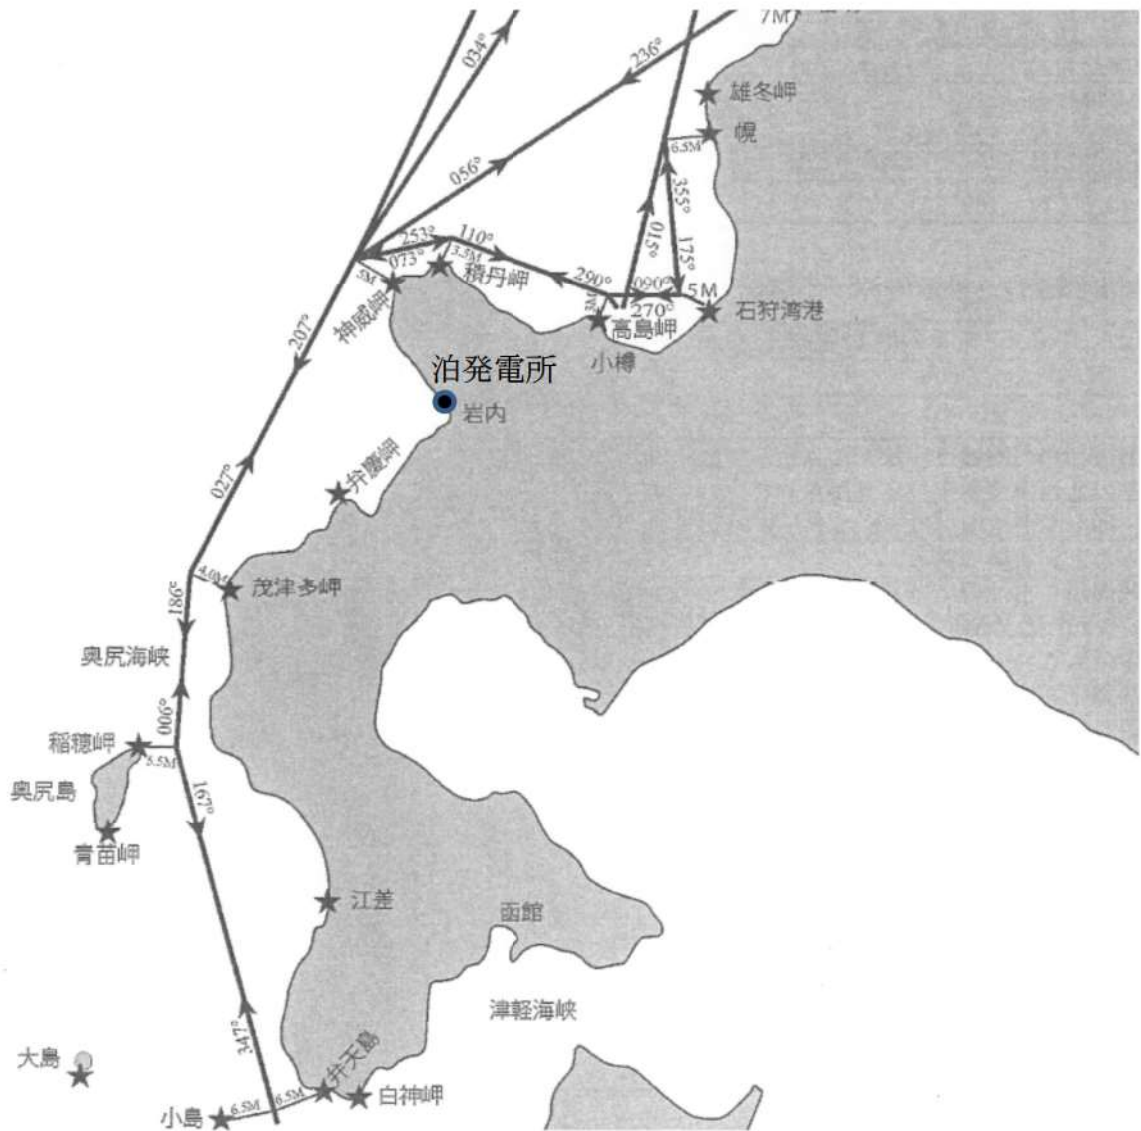 7M
034°
236°
雄冬岬
幌
6.5M
056°
355°
015°
175°
253°
110°
073°
3.5M
積丹岬
5M
神威岬
290°
090°
5M
3M
270°
石狩湾港
高島岬
小樽
207°
泊発電所
岩内
弁慶岬
027°
4.0M
茂津多岬
186°
奥尻海峡
006°
稲穂岬
5.5M
奥尻島
167°
青苗岬
江差
函館
津軽海峡
347°
大島
弁天島
6.5M
6.5M
小島
白神岬